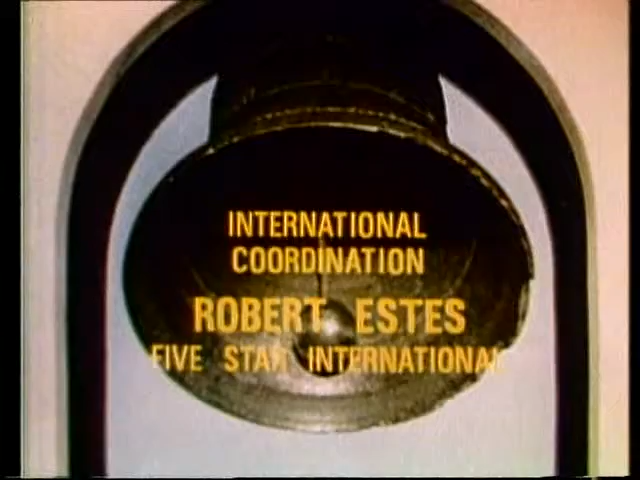 INTERNATIONAL
COORDINATION
ROBERT ESTES
FIVE STAR INTERNATIONAL